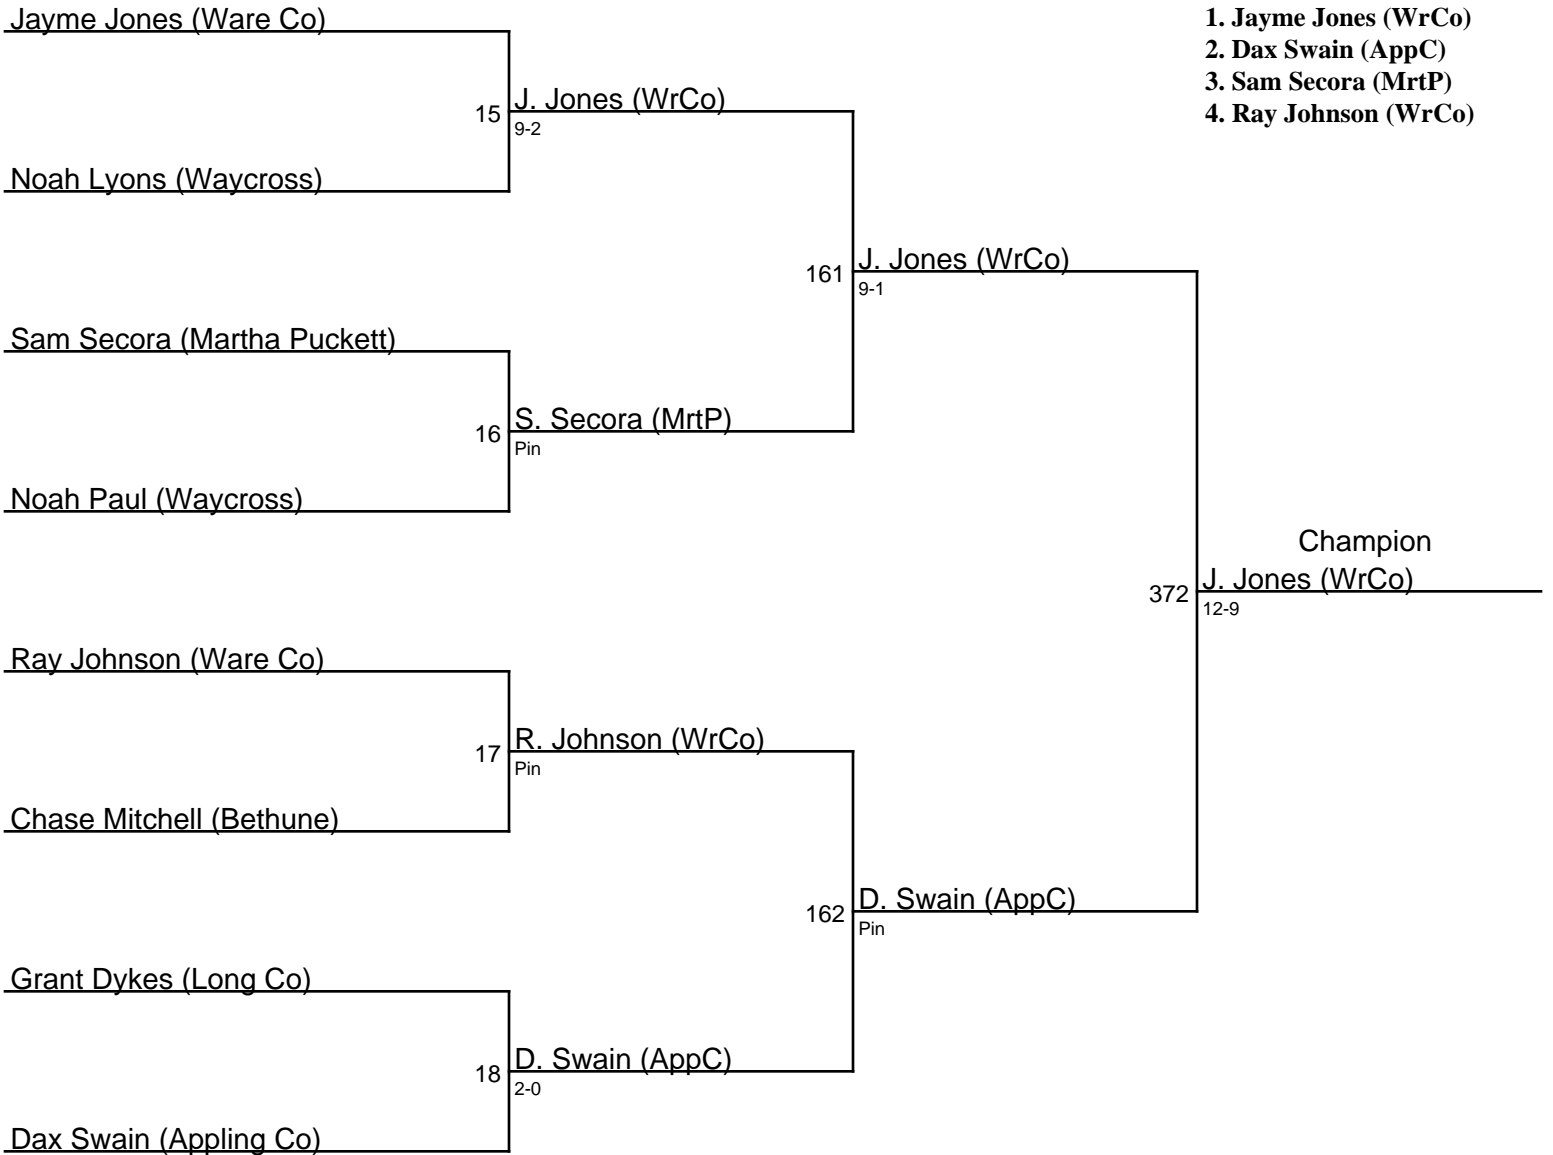 Jayme Jones (Ware Co)
1. Jayme Jones (WrCo)
2. Dax Swain (AppC)
3. Sam Secora (MrtP)
4. Ray Johnson (WrCo)
15 J. Jones (WrCo)
9-2
Noah Lyons (Waycross)
161 J. Jones (WrCo)
9-1
Sam Secora (Martha Puckett)
16 S. Secora (MrtP)
Pin
Noah Paul (Waycross)
Champion
372 J. Jones (WrCo)
12-9
Ray Johnson (Ware Co)
17 R. Johnson (WrCo)
Pin
Chase Mitchell (Bethune)
162 D. Swain (AppC)
Pin
Grant Dykes (Long Co)
18 D. Swain (AppC)
2-0
Dax Swain (Appling Co)